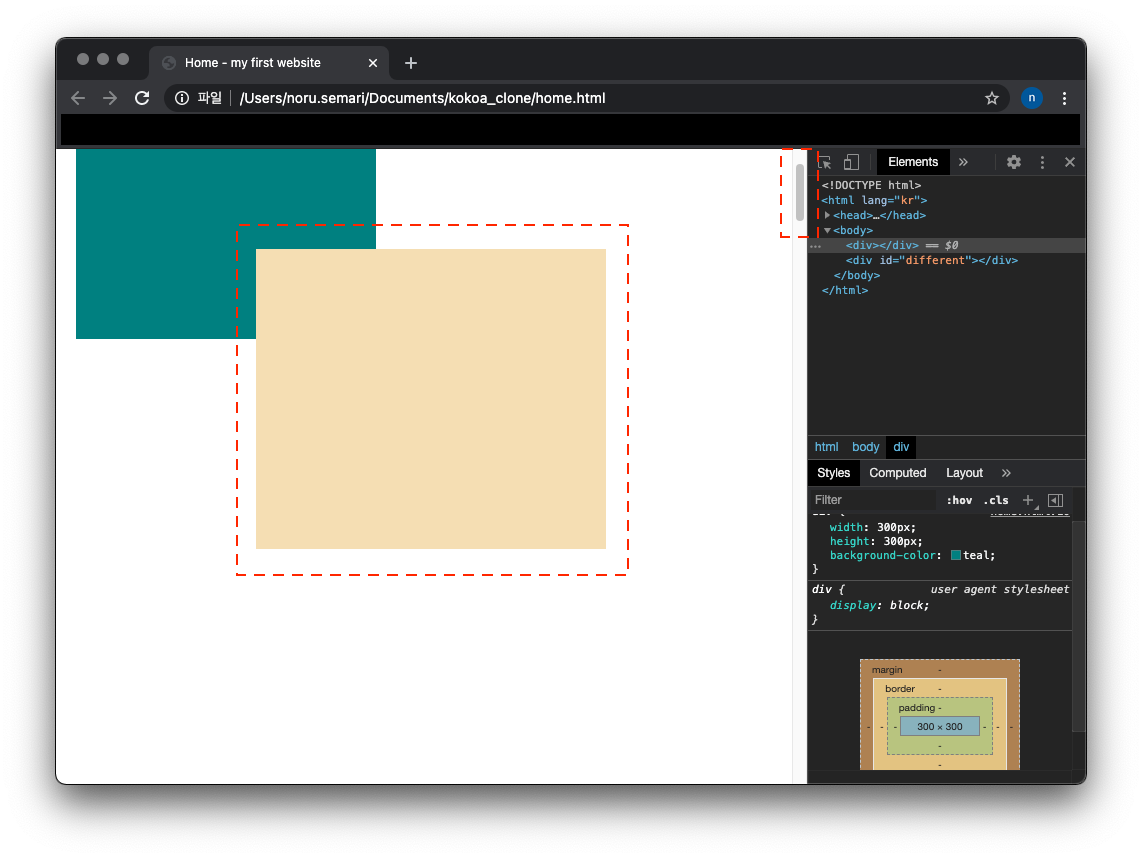 Home - my first website
파일 /Users/noru.semari/Documents/kokoa_clone/home.html
n
Elements
<!DOCTYPE html>
<html lang="kr">
<head>…</head>
<body>
<div></div> == $0
<div id="different"></div>
</body>
</html>
html body div
Styles Computed Layout
Filter :hov .cls
width: 300px;
height: 300px;
background-color: teal;
}
div { user agent stylesheet
display: block;
}
margin -
border -
padding -
- - - 300 × 300 - - -
-
-